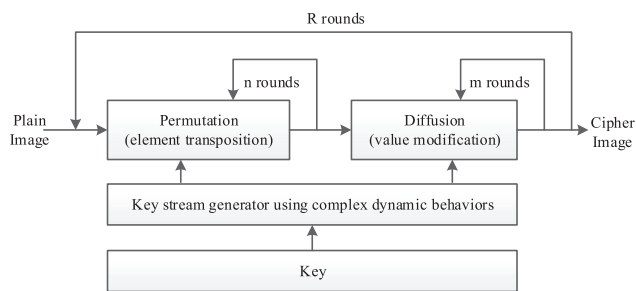 R rounds
n rounds
m rounds
Plain
Image
Permutation
(element transposition)
Diffusion
(value modification)
Cipher
Image
Key stream generator using complex dynamic behaviors
Key